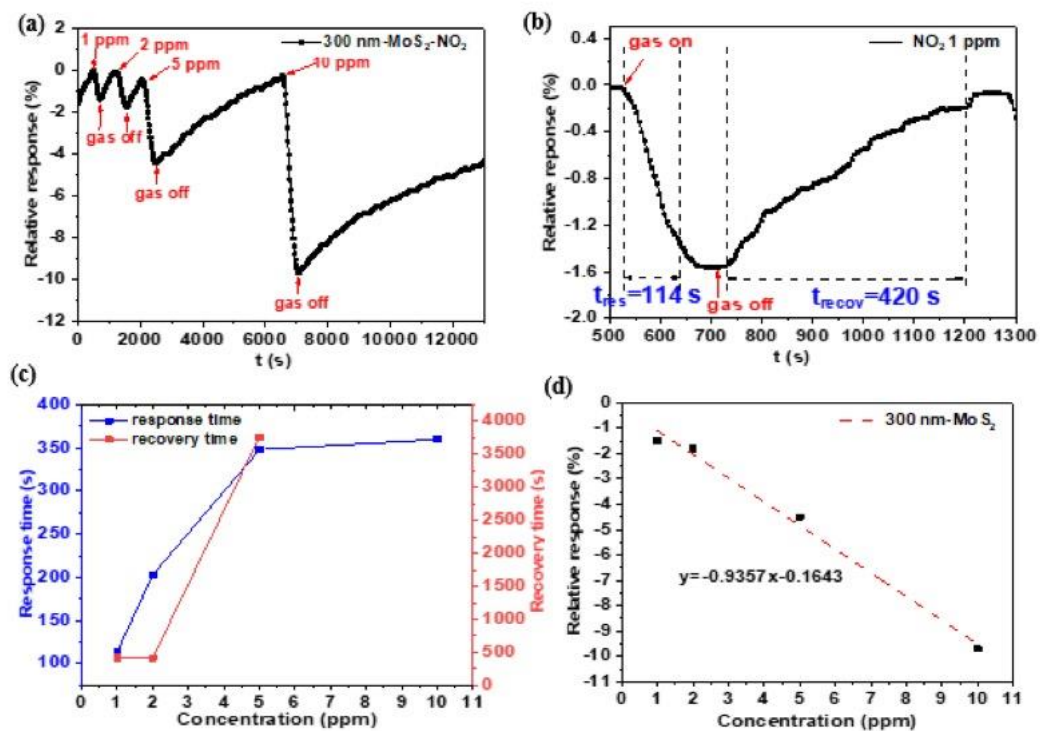 (a)
300 nm-MoS2-NO2
1 ppm
2 ppm
5 ppm
10 ppm
gas off
gas off
gas off
Relative response (%)
0
-2
-4
-6
-8
-10
-12
0 2000 4000 6000 8000 10000 12000
t (s)
(b)
NO2 1 ppm
gas on
gas off
tres=114 s
trecov=420 s
Relative reponse (%)
0.4
0.0
-0.4
-0.8
-1.2
-1.6
-2.0
500 600 700 800 900 1000 1100 1200 1300
t (s)
(c)
response time
recovery time
Response time (s)
400
350
300
250
200
150
100
Recovery time (s)
4000
3500
3000
2500
2000
1500
1000
500
0
0 1 2 3 4 5 6 7 8 9 10 11
Concentration (ppm)
(d)
300 nm-MoS2
y=-0.9357x-0.1643
Relative response (%)
0
-1
-2
-3
-4
-5
-6
-7
-8
-9
-10
-11
0 1 2 3 4 5 6 7 8 9 10 11
Concentration (ppm)